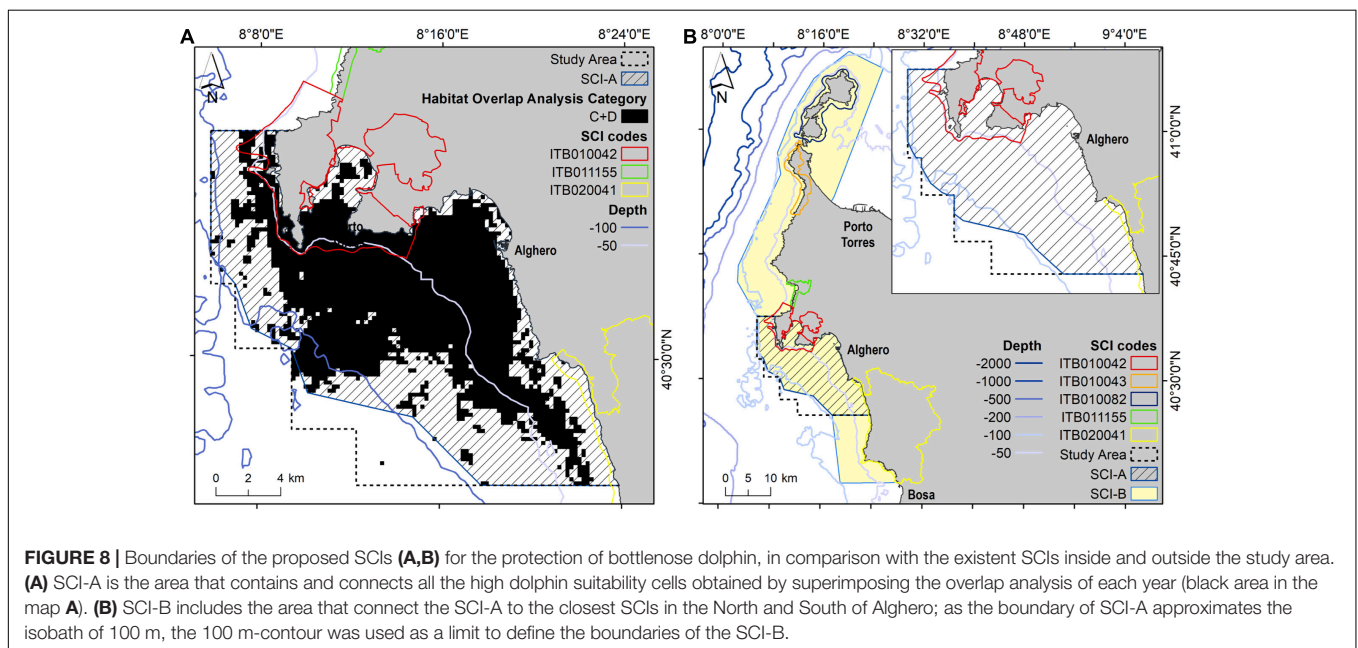 A
8°8'0"E
8°16'0"E
8°24'0"E
N
Study Area
SCI-A
Habitat Overlap Analysis Category
C+D
SCI codes
ITB010042
ITB011155
ITB020041
Depth
-100
-50
Alghero
40°30'0"N
0 2 4 km
B
8°0'0"E
8°16'0"E
8°32'0"E
8°48'0"E
9°4'0"E
N
Alghero
41°0'0"N
Porto
Torres
40°45'0"N
Alghero
40°30'0"N
Depth
-2000
-1000
-500
-200
-100
-50
SCI codes
ITB010042
ITB010043
ITB010082
ITB011155
ITB020041
Study Area
SCI-A
SCI-B
0 5 10 km
Bosa
FIGURE 8 | Boundaries of the proposed SCIs (A,B) for the protection of bottlenose dolphin, in comparison with the existent SCIs inside and outside the study area.
(A) SCI-A is the area that contains and connects all the high dolphin suitability cells obtained by superimposing the overlap analysis of each year (black area in the
map A). (B) SCI-B includes the area that connect the SCI-A to the closest SCIs in the North and South of Alghero; as the boundary of SCI-A approximates the
isobath of 100 m, the 100 m-contour was used as a limit to define the boundaries of the SCI-B.